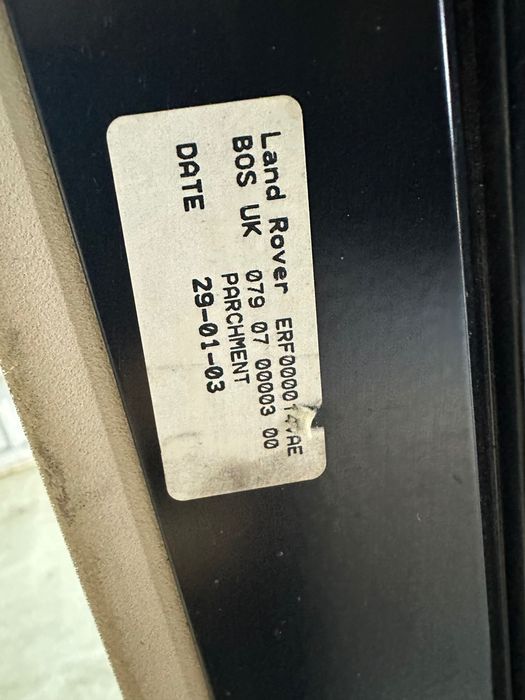 Land Rover
BOS UK 079 07 00003 00
PARCHMENT
DATE 29-01-03